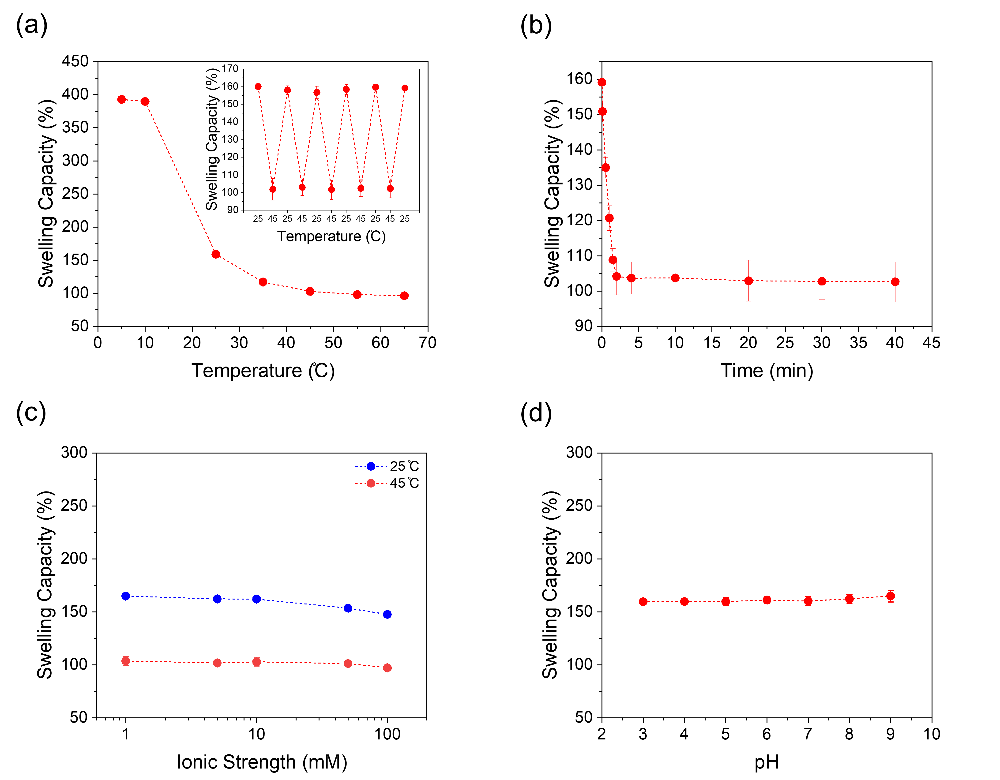 (a)
450
400
350
300
250
200
150
100
50
Swelling Capacity (%)
0 10 20 30 40 50 60 70
Temperature (℃)
170
160
150
140
130
120
110
100
90
Swelling Capacity (%)
25 45 25 45 25 45 25 45 25 45 25
Temperature (℃)
(b)
160
150
140
130
120
110
100
90
Swelling Capacity (%)
0 5 10 15 20 25 30 35 40 45
Time (min)
(c)
300
250
200
150
100
50
Swelling Capacity (%)
25℃
45℃
1 10 100
Ionic Strength (mM)
(d)
300
250
200
150
100
50
Swelling Capacity (%)
2 3 4 5 6 7 8 9 10
pH